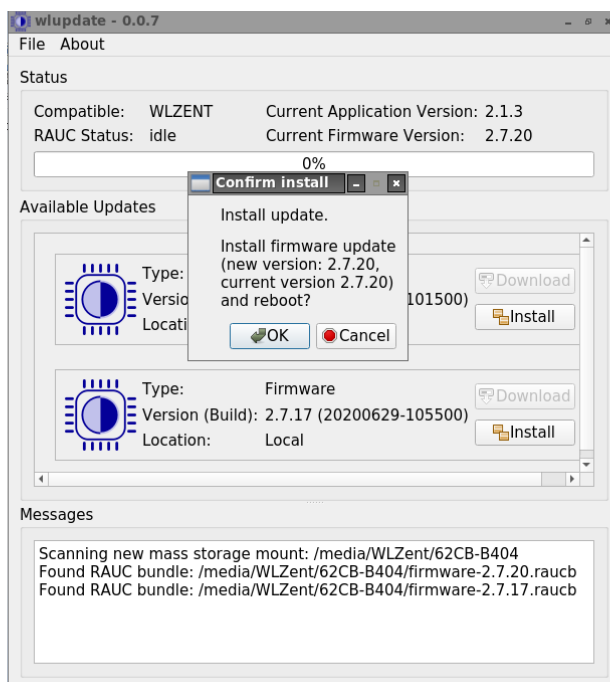 wlupdate - 0.0.7
File About
Status
Compatible: WLZENT Current Application Version: 2.1.3
RAUC Status: idle Current Firmware Version: 2.7.20
0%
Confirm install
Install update.
Install firmware update
(new version: 2.7.20,
current version 2.7.20)
and reboot?
OK Cancel
Available Updates
Type:
Download
101500)
Install
Type: Firmware
Download
Version (Build): 2.7.17 (20200629-105500)
Install
Location: Local
Messages
Scanning new mass storage mount: /media/WLZent/62CB-B404
Found RAUC bundle: /media/WLZent/62CB-B404/firmware-2.7.20.raucb
Found RAUC bundle: /media/WLZent/62CB-B404/firmware-2.7.17.raucb